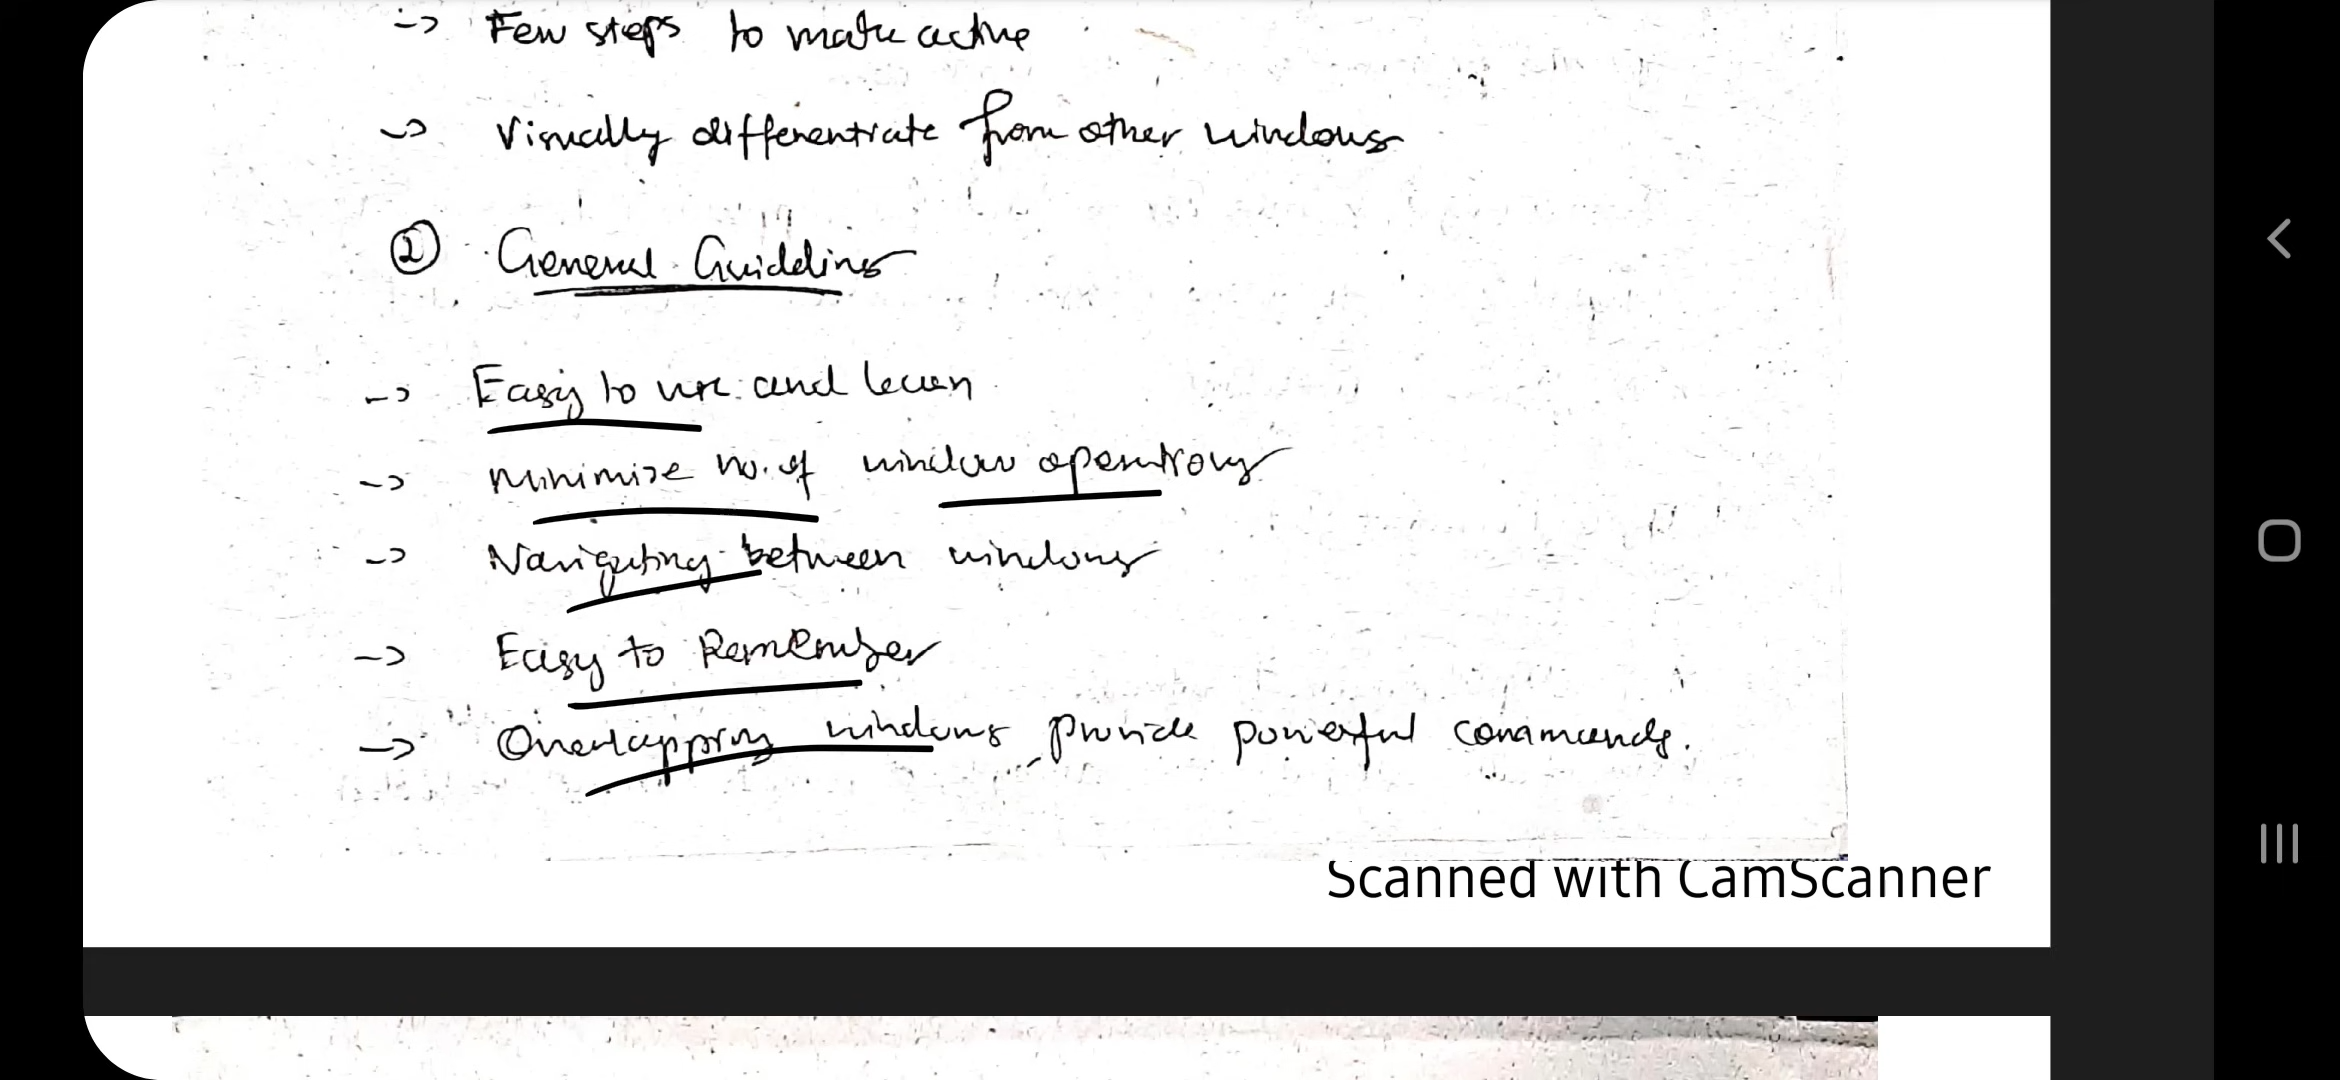 -> Few steps to make active
-> Visually differentiate from other windows
② General Guidelines
-> Easy to use and learn
-> Minimize no. of window operations
-> Navigating between windows
-> Easy to Remember
-> Overlapping windows provide powerful commands.
Scanned with CamScanner